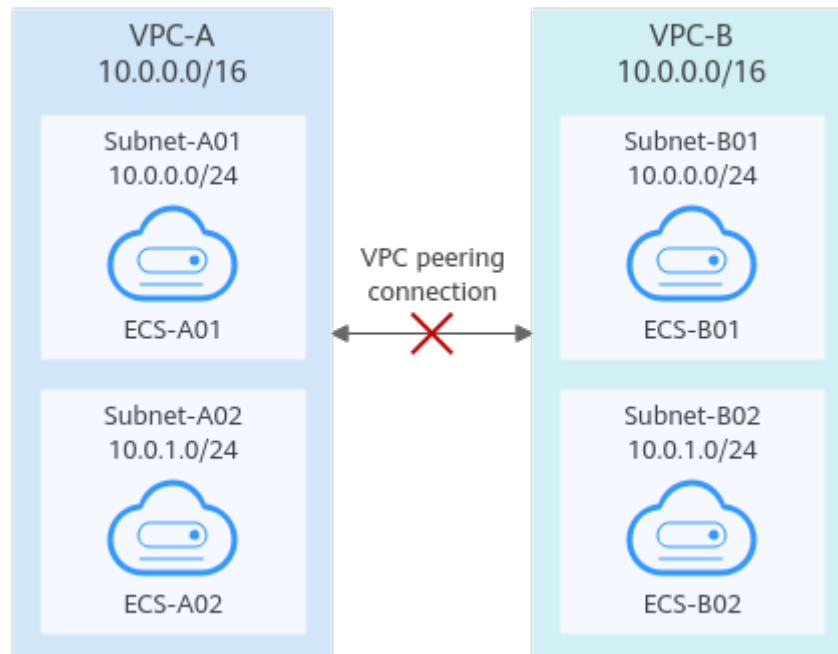 VPC-A
10.0.0.0/16
Subnet-A01
10.0.0.0/24
ECS-A01
Subnet-A02
10.0.1.0/24
ECS-A02
VPC peering
connection
VPC-B
10.0.0.0/16
Subnet-B01
10.0.0.0/24
ECS-B01
Subnet-B02
10.0.1.0/24
ECS-B02